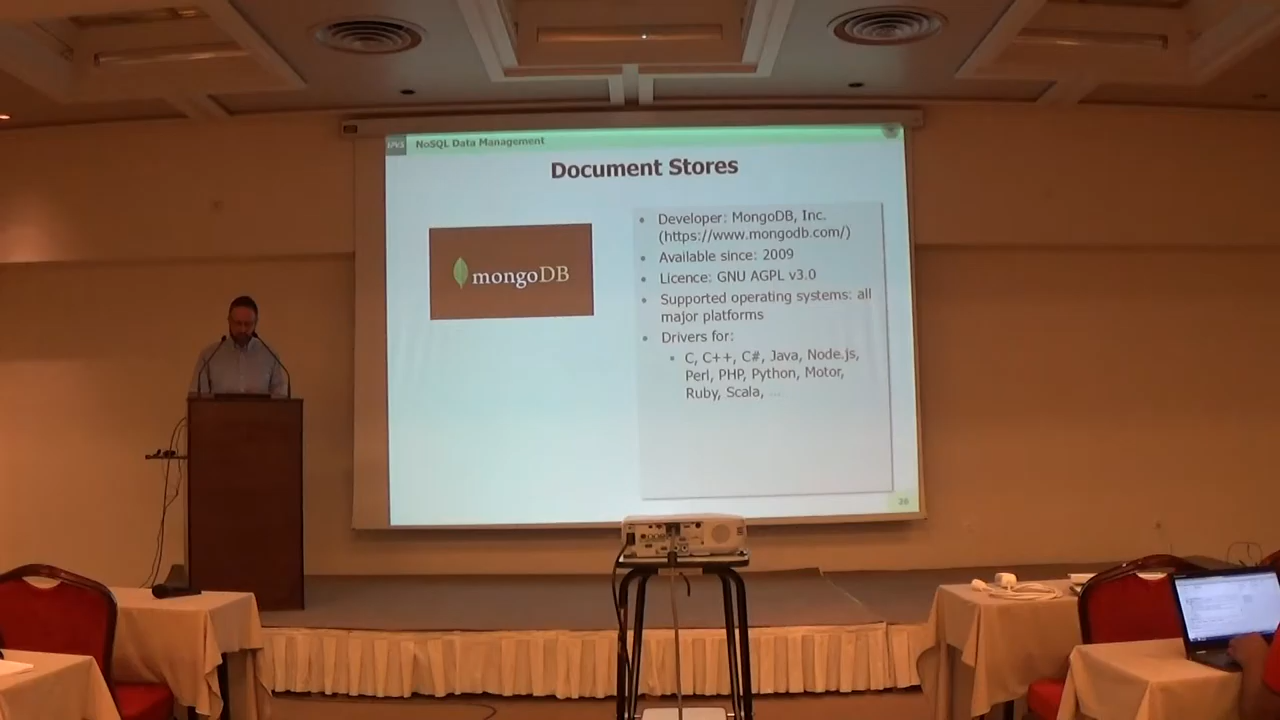 NoSQL Data Management
Document Stores
mongoDB
• Developer: MongoDB, Inc.
(https://www.mongodb.com/)
• Available since: 2009
• Licence: GNU AGPL v3.0
• Supported operating systems: all
major platforms
• Drivers for:
• C, C++, C#, Java, Node.js,
Perl, PHP, Python, Motor,
Ruby, Scala, ...